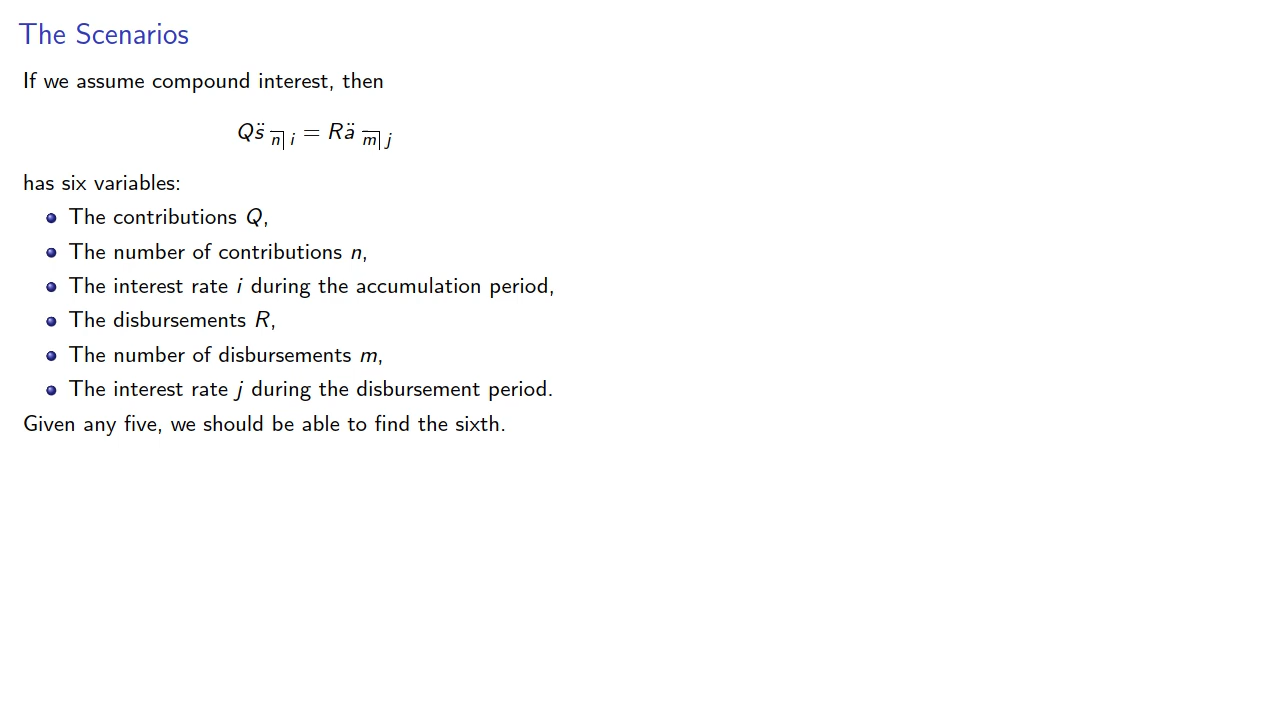 The Scenarios
If we assume compound interest, then
Qs̈ n̅| i = Rä m̅| j
has six variables:
The contributions Q,
The number of contributions n,
The interest rate i during the accumulation period,
The disbursements R,
The number of disbursements m,
The interest rate j during the disbursement period.
Given any five, we should be able to find the sixth.